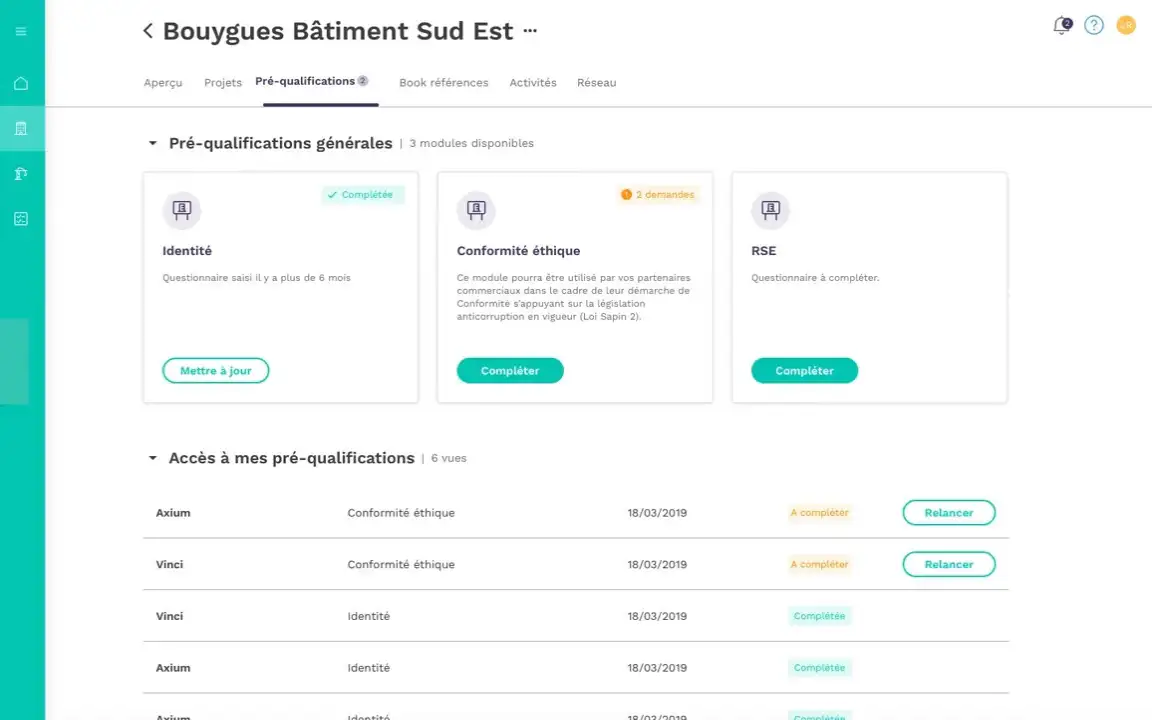 Bouygues Bâtiment Sud Est ···
2
?
JR
Aperçu Projets Pré-qualifications 2 Book références Activités Réseau
Pré-qualifications générales | 3 modules disponibles
Complétée
Identité
Questionnaire saisi il y a plus de 6 mois
Mettre à jour
2 demandes
Conformité éthique
Ce module pourra être utilisé par vos partenaires
commerciaux dans le cadre de leur démarche de
Conformité s'appuyant sur la législation
anticorruption en vigueur (Loi Sapin 2).
Compléter
RSE
Questionnaire à compléter.
Compléter
Accès à mes pré-qualifications | 6 vues
Axium Conformité éthique 18/03/2019 A compléter Relancer
Vinci Conformité éthique 18/03/2019 A compléter Relancer
Vinci Identité 18/03/2019 Complétée
Axium Identité 18/03/2019 Complétée
Axium Identité 18/03/2019 Complétée